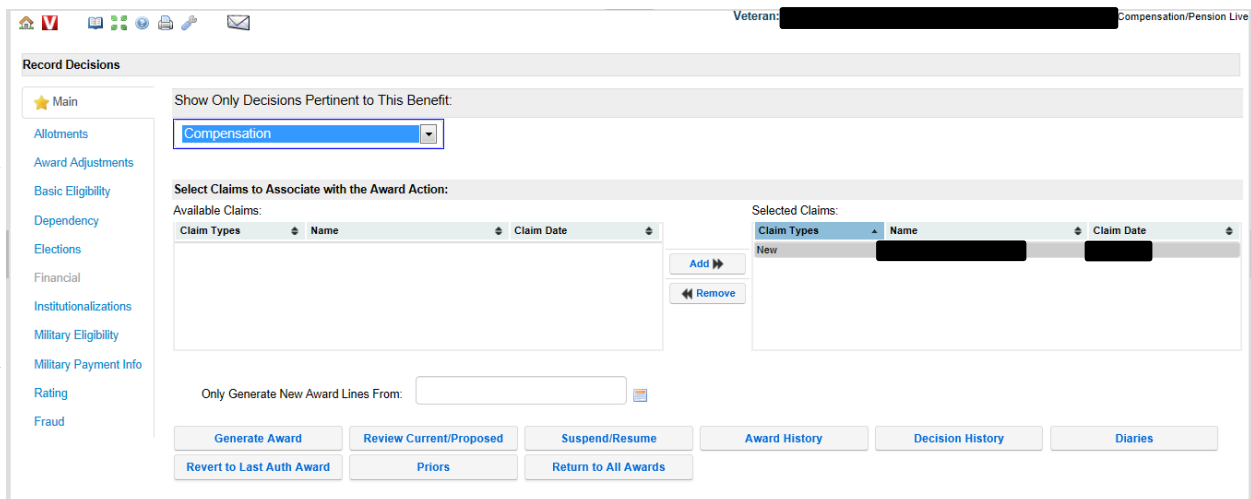 Veteran: Compensation/Pension Live
Record Decisions
Main
Allotments
Award Adjustments
Basic Eligibility
Dependency
Elections
Financial
Institutionalizations
Military Eligibility
Military Payment Info
Rating
Fraud
Show Only Decisions Pertinent to This Benefit:
Compensation
Select Claims to Associate with the Award Action:
Available Claims:
Claim Types Name Claim Date
Add
Remove
Selected Claims:
Claim Types Name Claim Date
New
Only Generate New Award Lines From:
Generate Award Review Current/Proposed Suspend/Resume Award History Decision History Diaries
Revert to Last Auth Award Priors Return to All Awards